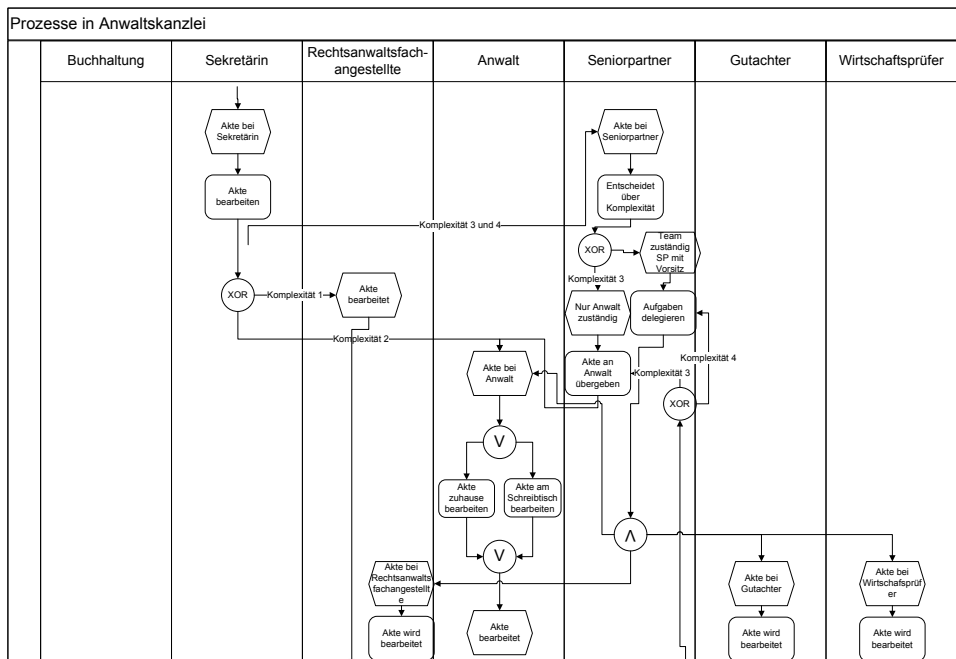 Prozesse in Anwaltskanzlei
Buchhaltung
Sekretärin
Rechtsanwaltsfach-
angestellte
Anwalt
Seniorpartner
Gutachter
Wirtschaftsprüfer
Akte bei
Sekretärin
Akte bei
Seniorpartner
Akte
bearbeiten
Entscheidet
über
Komplexität
Komplexität 3 und 4
XOR
Team
zuständig
SP mit
Vorsitz
Komplexität 3
XOR
Komplexität 1
Akte
bearbeitet
Nur Anwalt
zuständig
Aufgaben
delegieren
Komplexität 2
Komplexität 4
Akte bei
Anwalt
Akte an
Anwalt
übergeben
Komplexität 3
XOR
V
Akte
zuhause
bearbeiten
Akte am
Schreibtisch
bearbeiten
Λ
V
Akte bei
Rechtsanwalts
fachangestellt
e
Akte bei
Gutachter
Akte bei
Wirtschaftsprüf
er
Akte
bearbeitet
Akte wird
bearbeitet
Akte wird
bearbeitet
Akte wird
bearbeitet